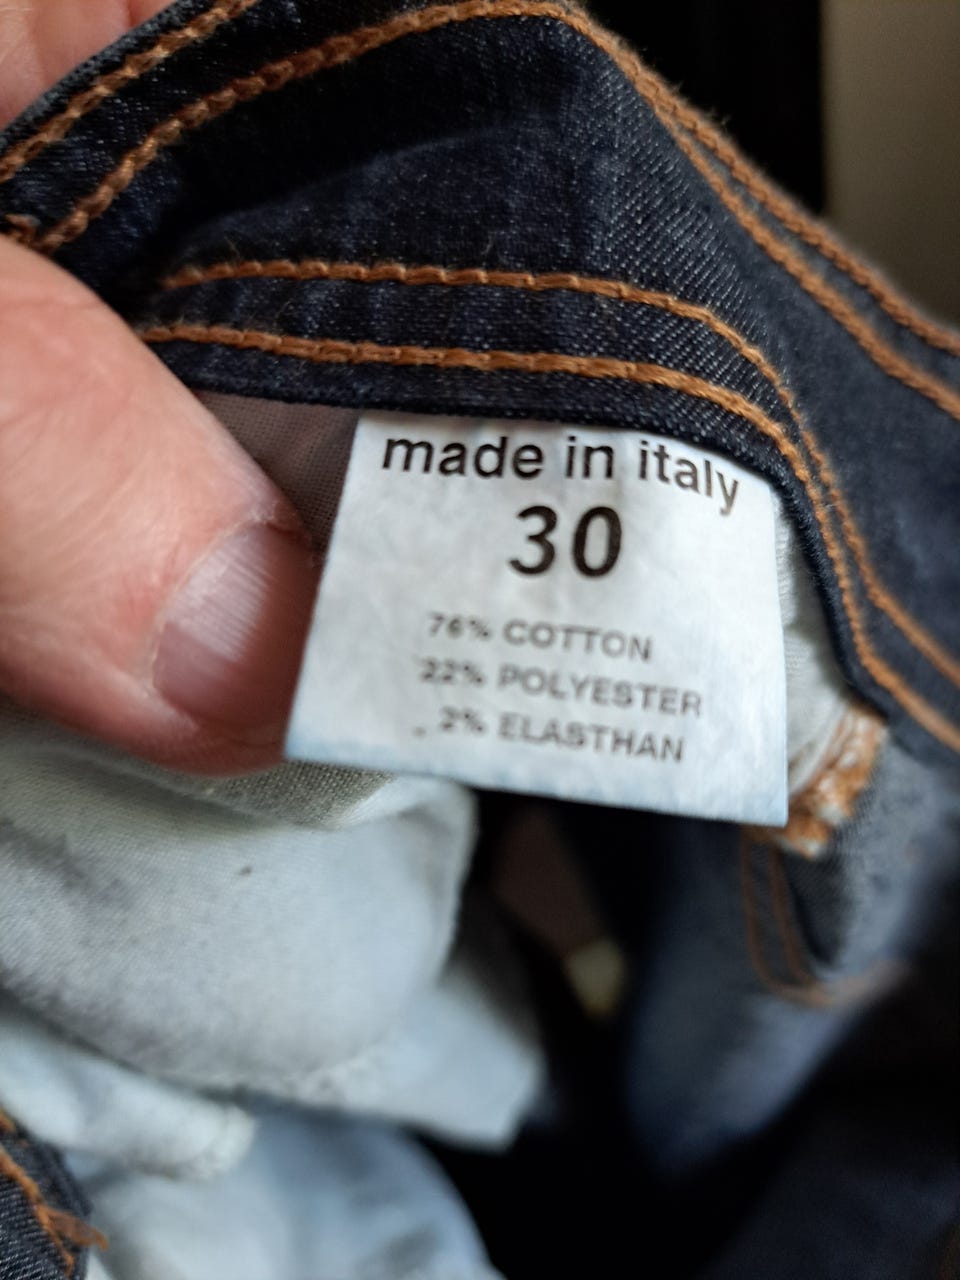 made in italy
30
76% COTTON
22% POLYESTER
2% ELASTHAN